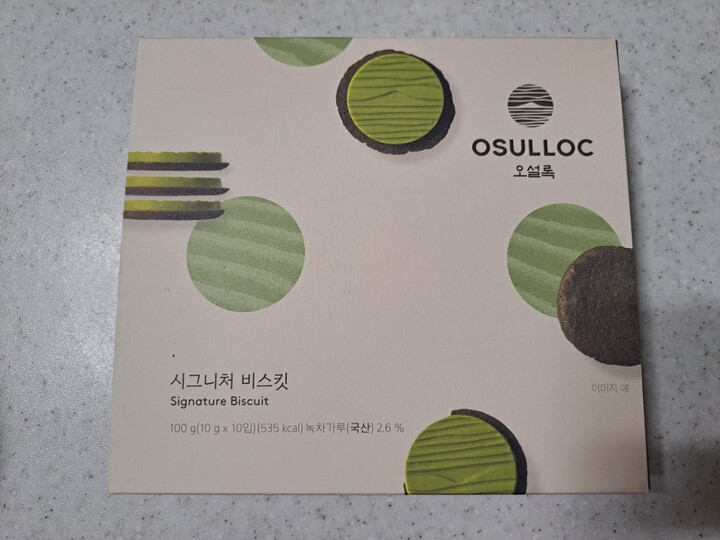 OSULLOC
오설록
시그니처 비스킷
Signature Biscuit
이미지 예
100 g(10 g x 10입)(535 kcal) 녹차가루(국산) 2.6 %